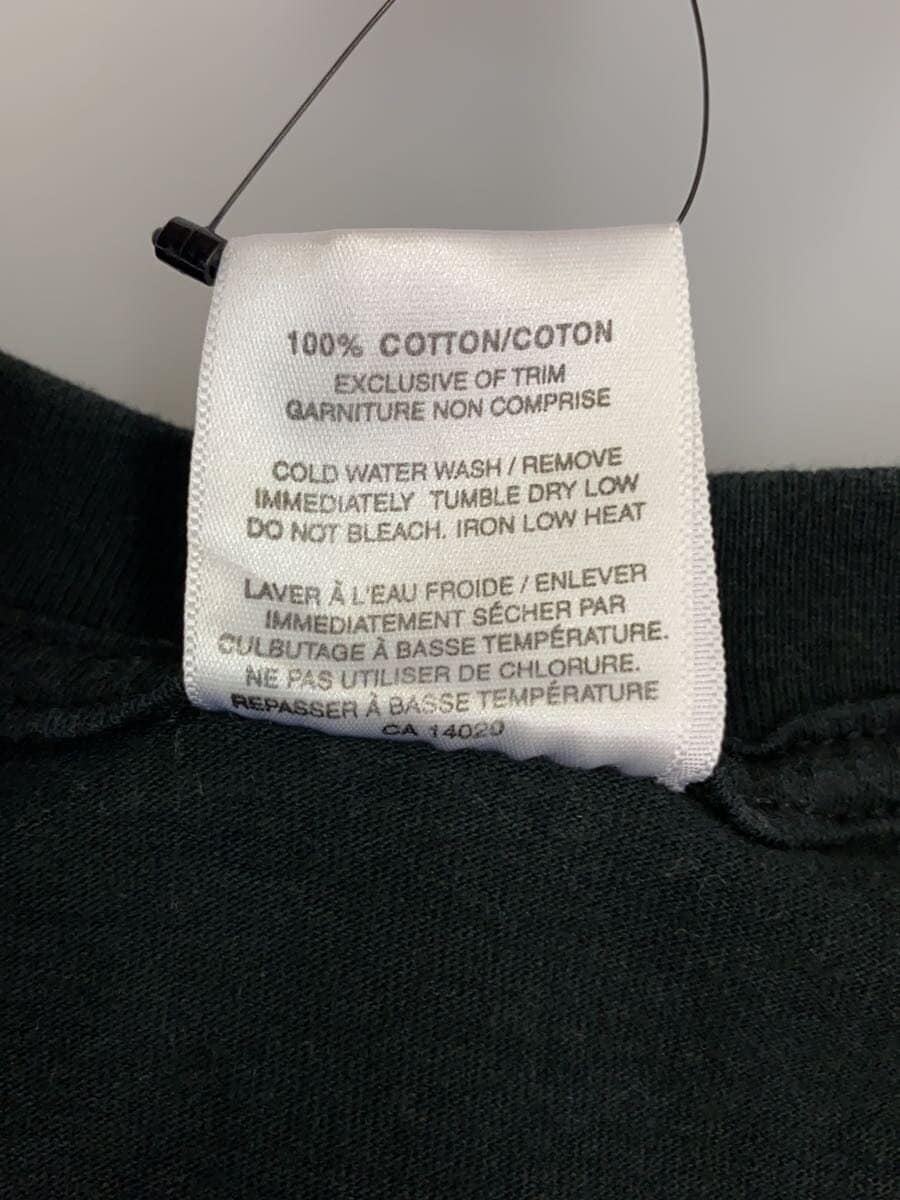 100% COTTON/COTON
EXCLUSIVE OF TRIM
GARNITURE NON COMPRISE
COLD WATER WASH / REMOVE
IMMEDIATELY TUMBLE DRY LOW
DO NOT BLEACH. IRON LOW HEAT
LAVER À L'EAU FROIDE / ENLEVER
IMMEDIATEMENT SÉCHER PAR
CULBUTAGE À BASSE TEMPÉRATURE.
NE PAS UTILISER DE CHLORURE.
REPASSER À BASSE TEMPÉRATURE
CA 14020